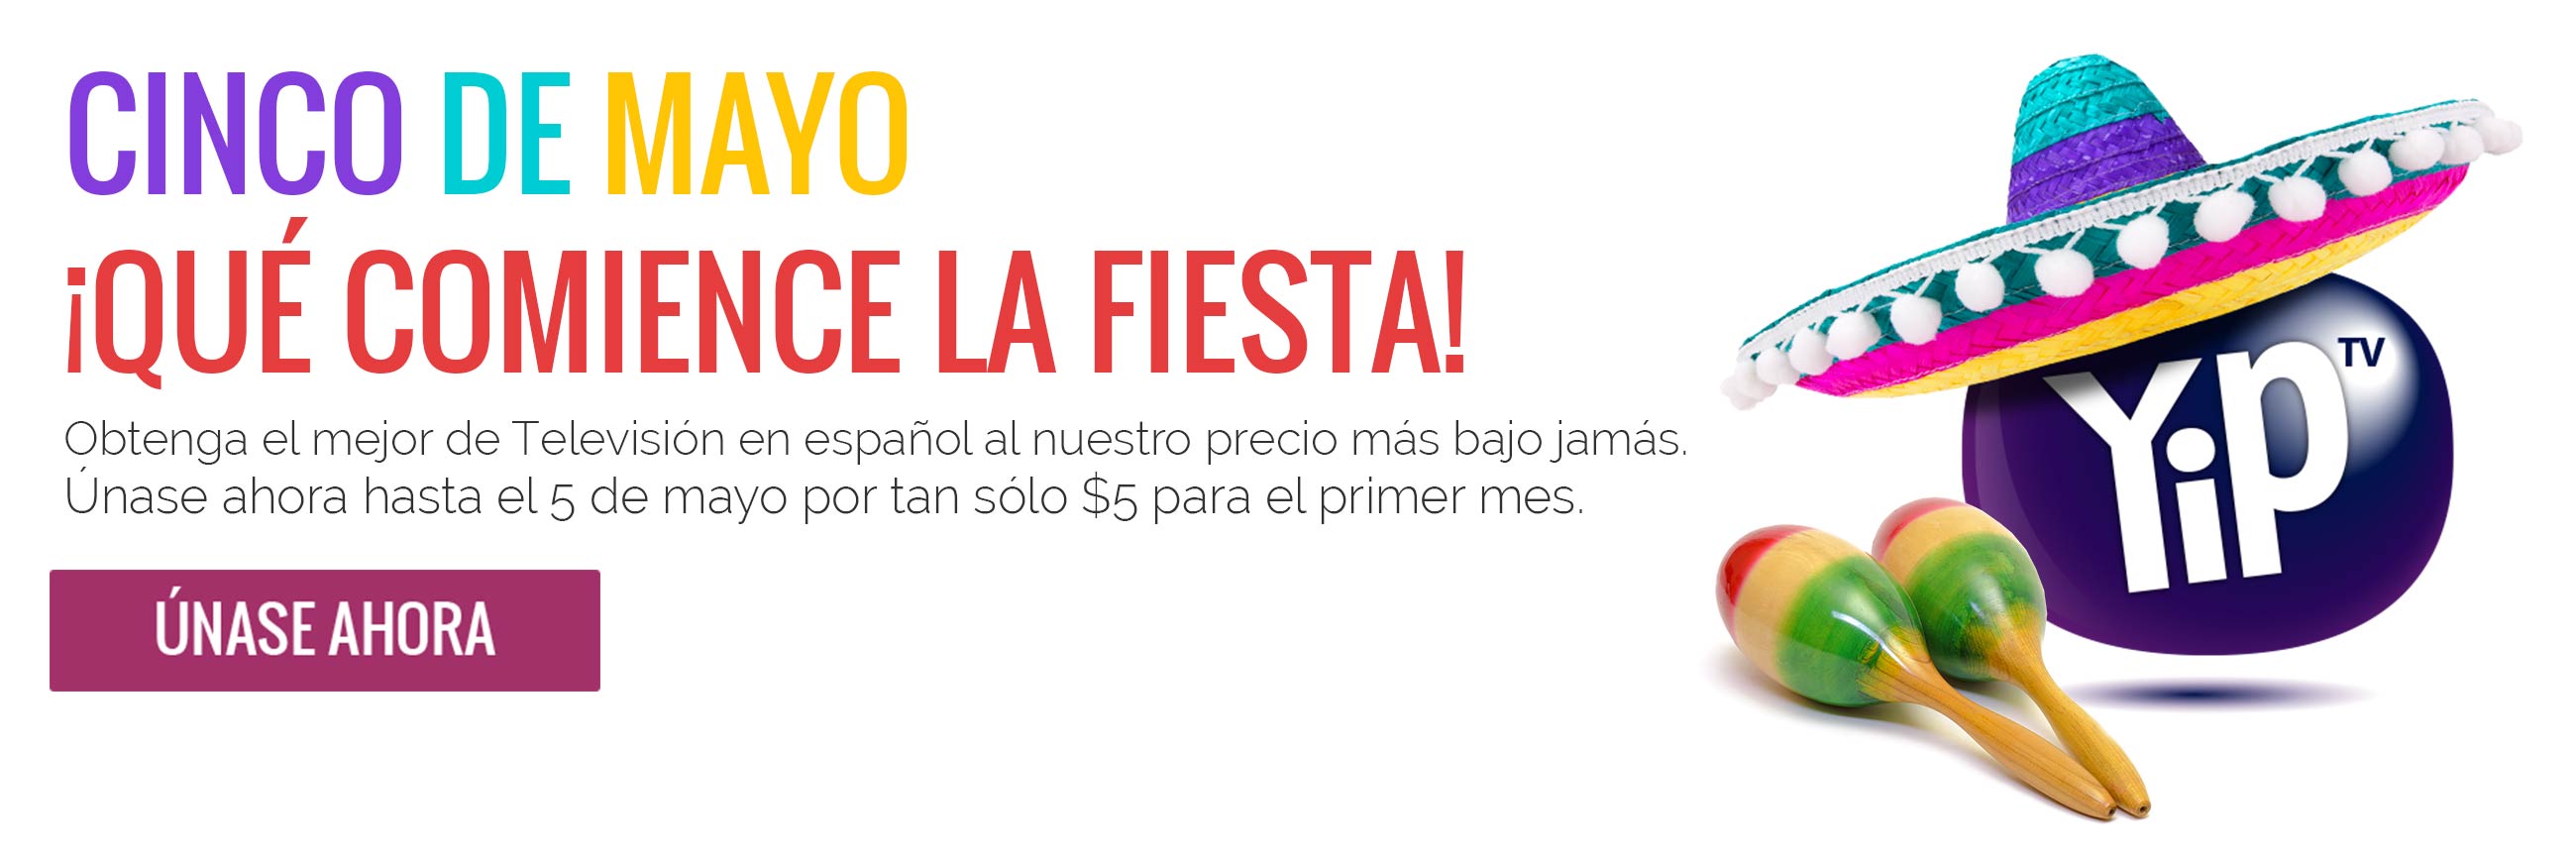 CINCO DE MAYO
¡QUÉ COMIENCE LA FIESTA!
Obtenga el mejor de Televisión en español al nuestro precio más bajo jamás.
Únase ahora hasta el 5 de mayo por tan sólo $5 para el primer mes.
ÚNASE AHORA
Yip TV